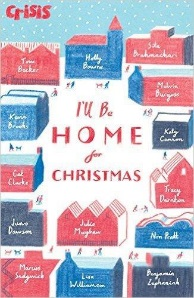 CRISIS
Tom Becker
Holly Bourne
Sita Brahmachari
Melvin Burgess
I'll Be
HOME
for
CHRISTMAS
Kevin Brooks
Katy Cannon
Cat Clarke
Tracy Darnton
Juno Dawson
Julie Mayhew
Non Pratt
Marcus Sedgwick
Lisa Williamson
Benjamin Zephaniah